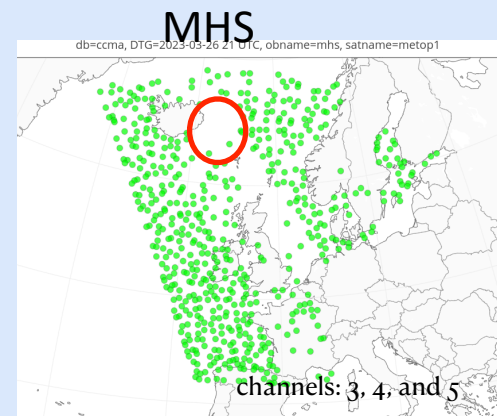 MHS
db=ccma, DTG=2023-03-26 21 UTC, obname=mhs, satname=metop1
channels: 3, 4, and 5